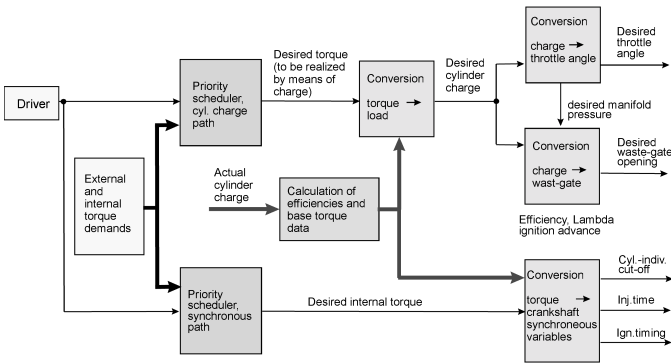 Driver
Priority
scheduler,
cyl. charge
path
Desired torque
(to be realized
by means of
charge)
Conversion
torque →
load
Desired
cylinder
charge
Conversion
charge →
throttle angle
Desired
throttle
angle
desired manifold
pressure
Conversion
charge →
wast-gate
Desired
waste-gate
opening
External
and
internal
torque
demands
Actual
cylinder
charge
Calculation of
efficiencies and
base torque
data
Efficiency, Lambda
ignition advance
Priority
scheduler,
synchronous
path
Desired internal torque
Conversion
torque →
crankshaft
synchroneous
variables
Cyl.-indiv.
cut-off
Inj.time
Ign.timing